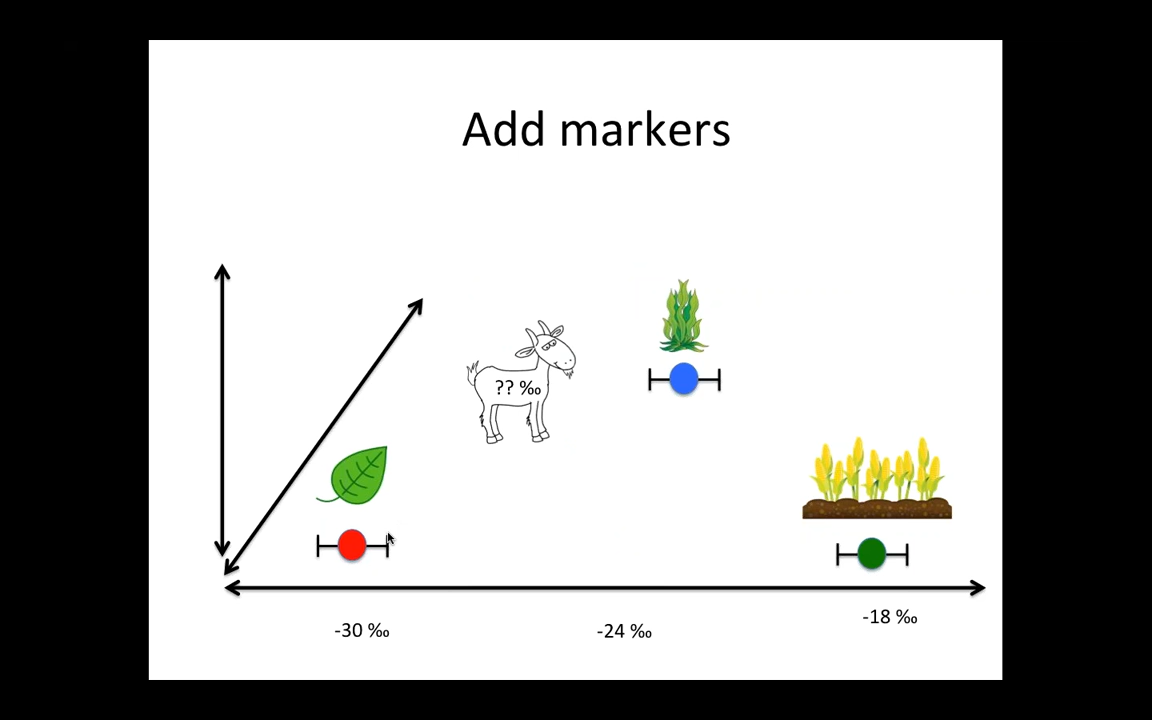 Add markers
?? ‰
-30 ‰
-24 ‰
-18 ‰